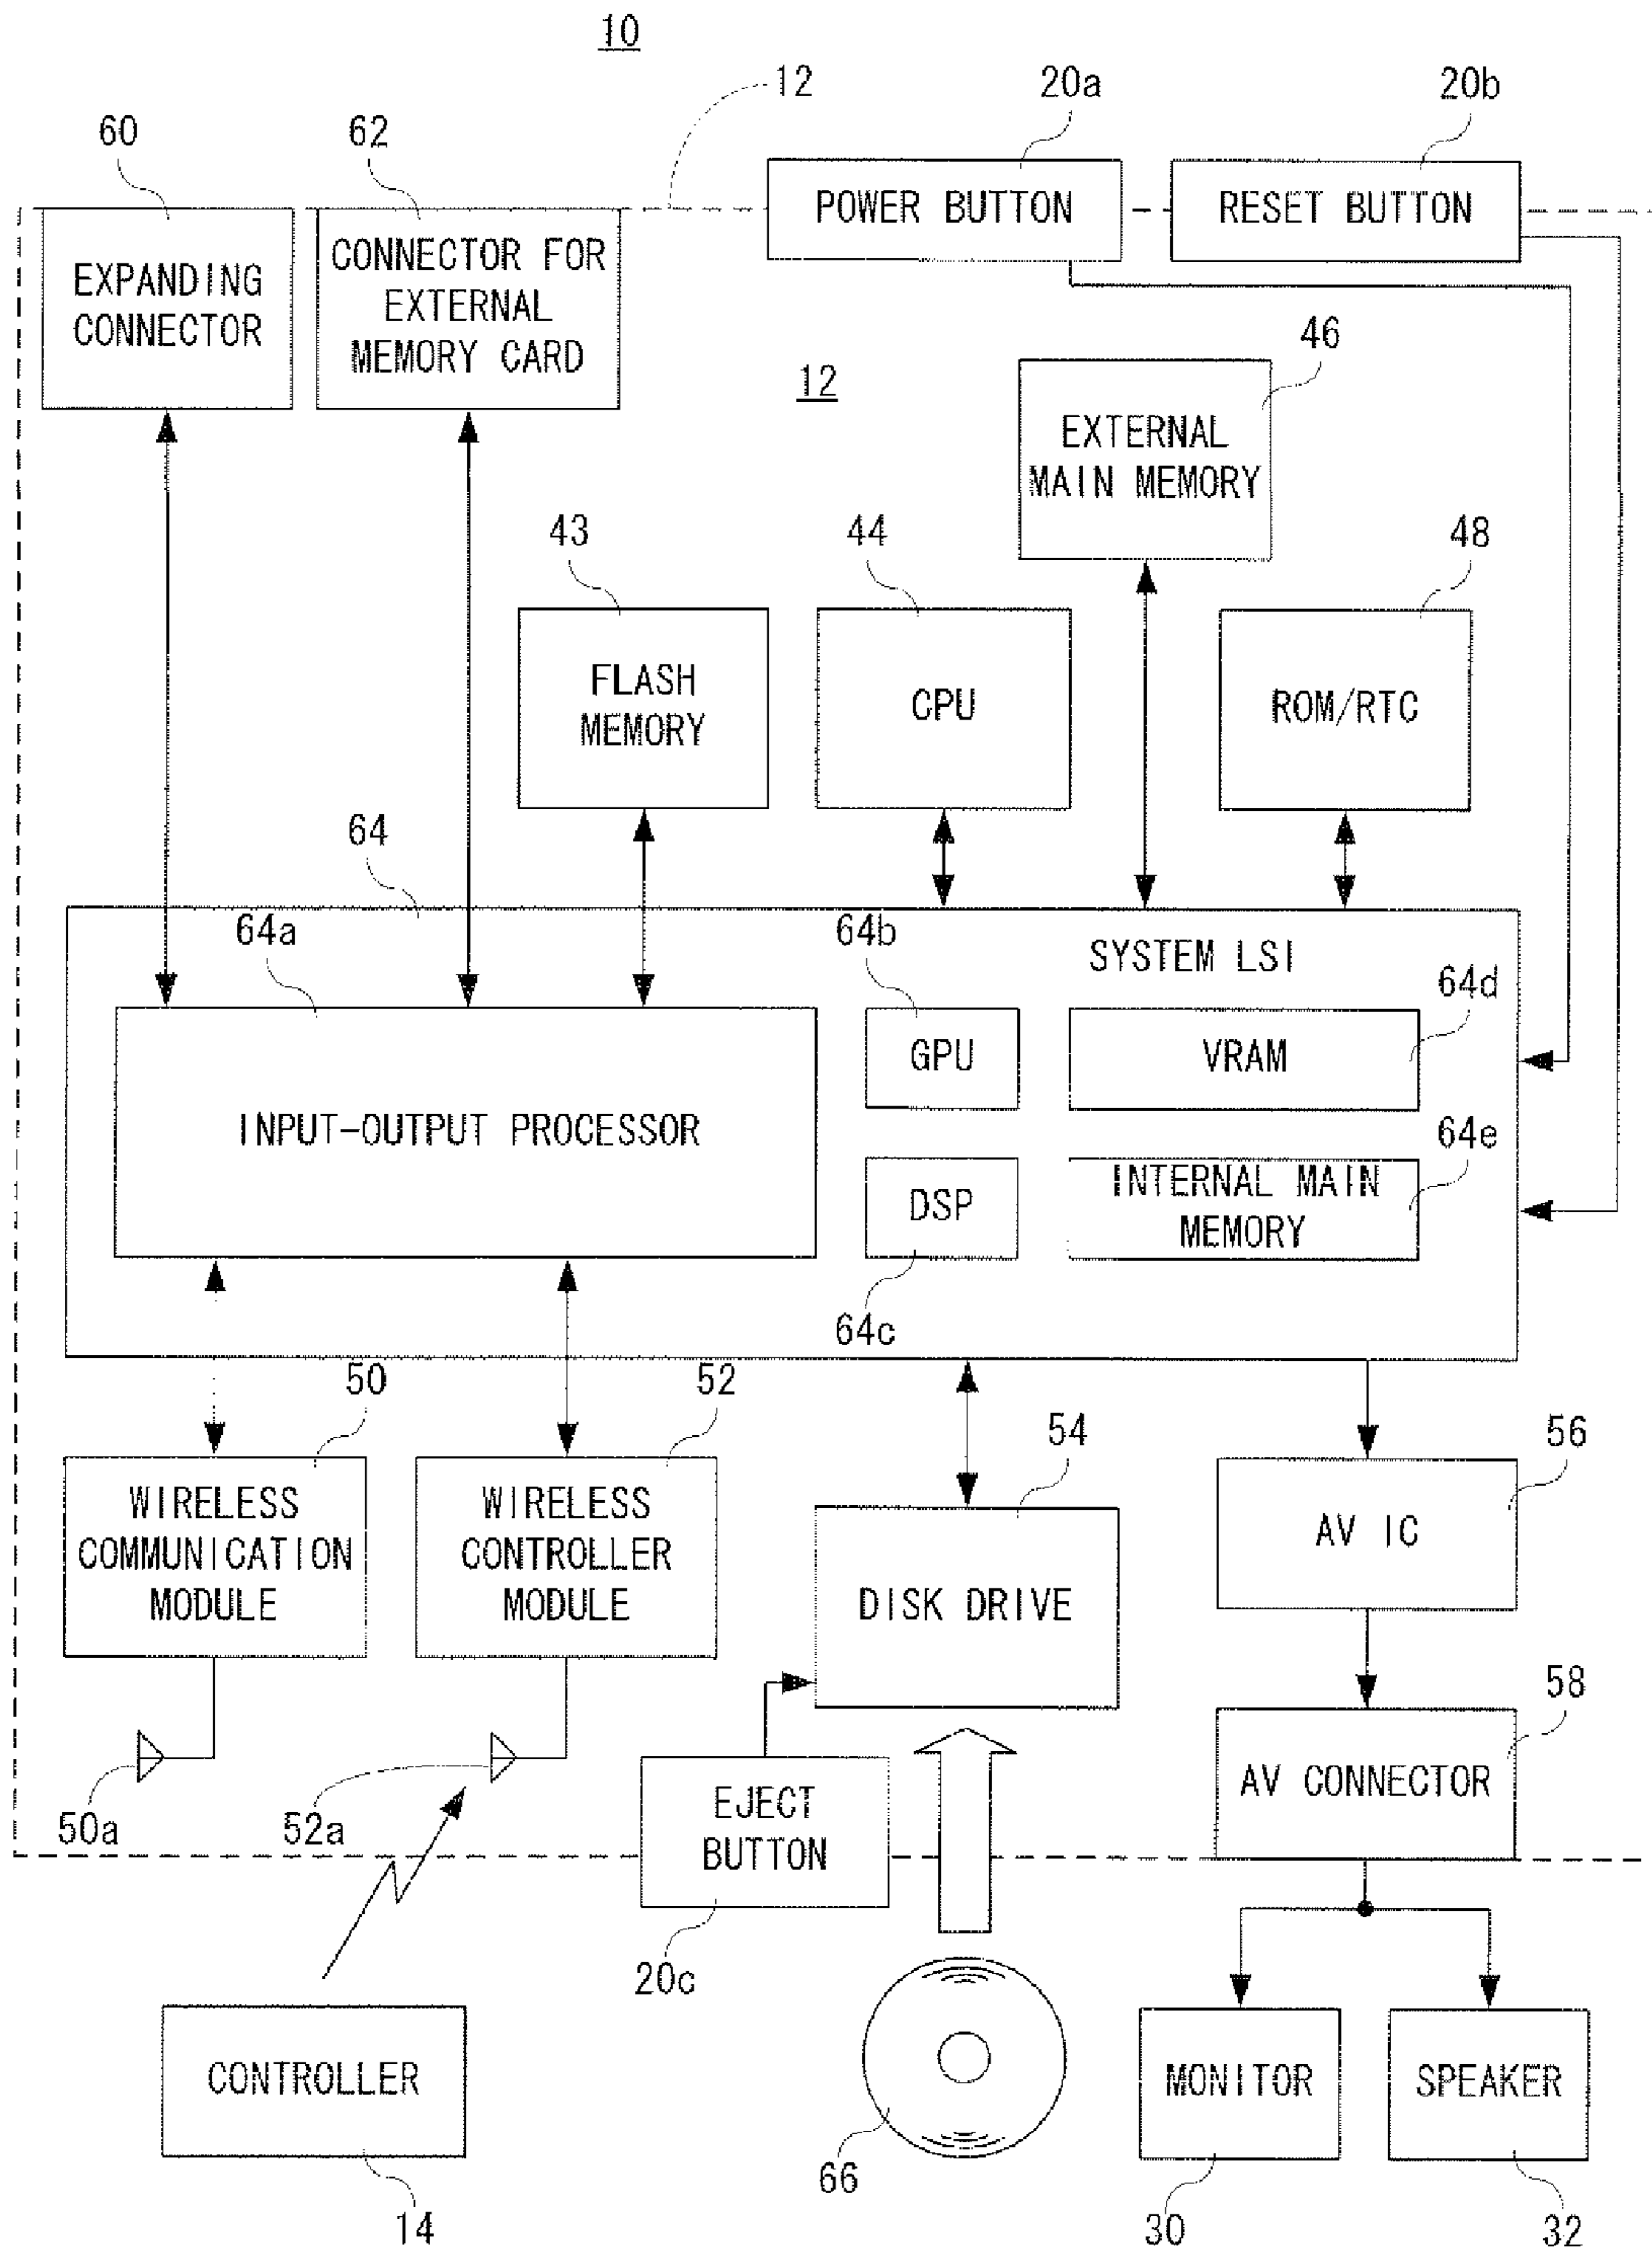 10
12
20a
20b
60
62
POWER BUTTON
RESET BUTTON
EXPANDING
CONNECTOR
CONNECTOR FOR
EXTERNAL
MEMORY CARD
12
46
EXTERNAL
MAIN MEMORY
43
44
48
FLASH
MEMORY
CPU
ROM/RTC
64
64a
64b
SYSTEM LSI
64d
INPUT-OUTPUT PROCESSOR
GPU
VRAM
64e
DSP
INTERNAL MAIN
MEMORY
64c
50
52
54
56
WIRELESS
COMMUNICATION
MODULE
WIRELESS
CONTROLLER
MODULE
DISK DRIVE
AV IC
58
50a
52a
EJECT
BUTTON
AV CONNECTOR
20c
CONTROLLER
MONITOR
SPEAKER
66
14
30
32